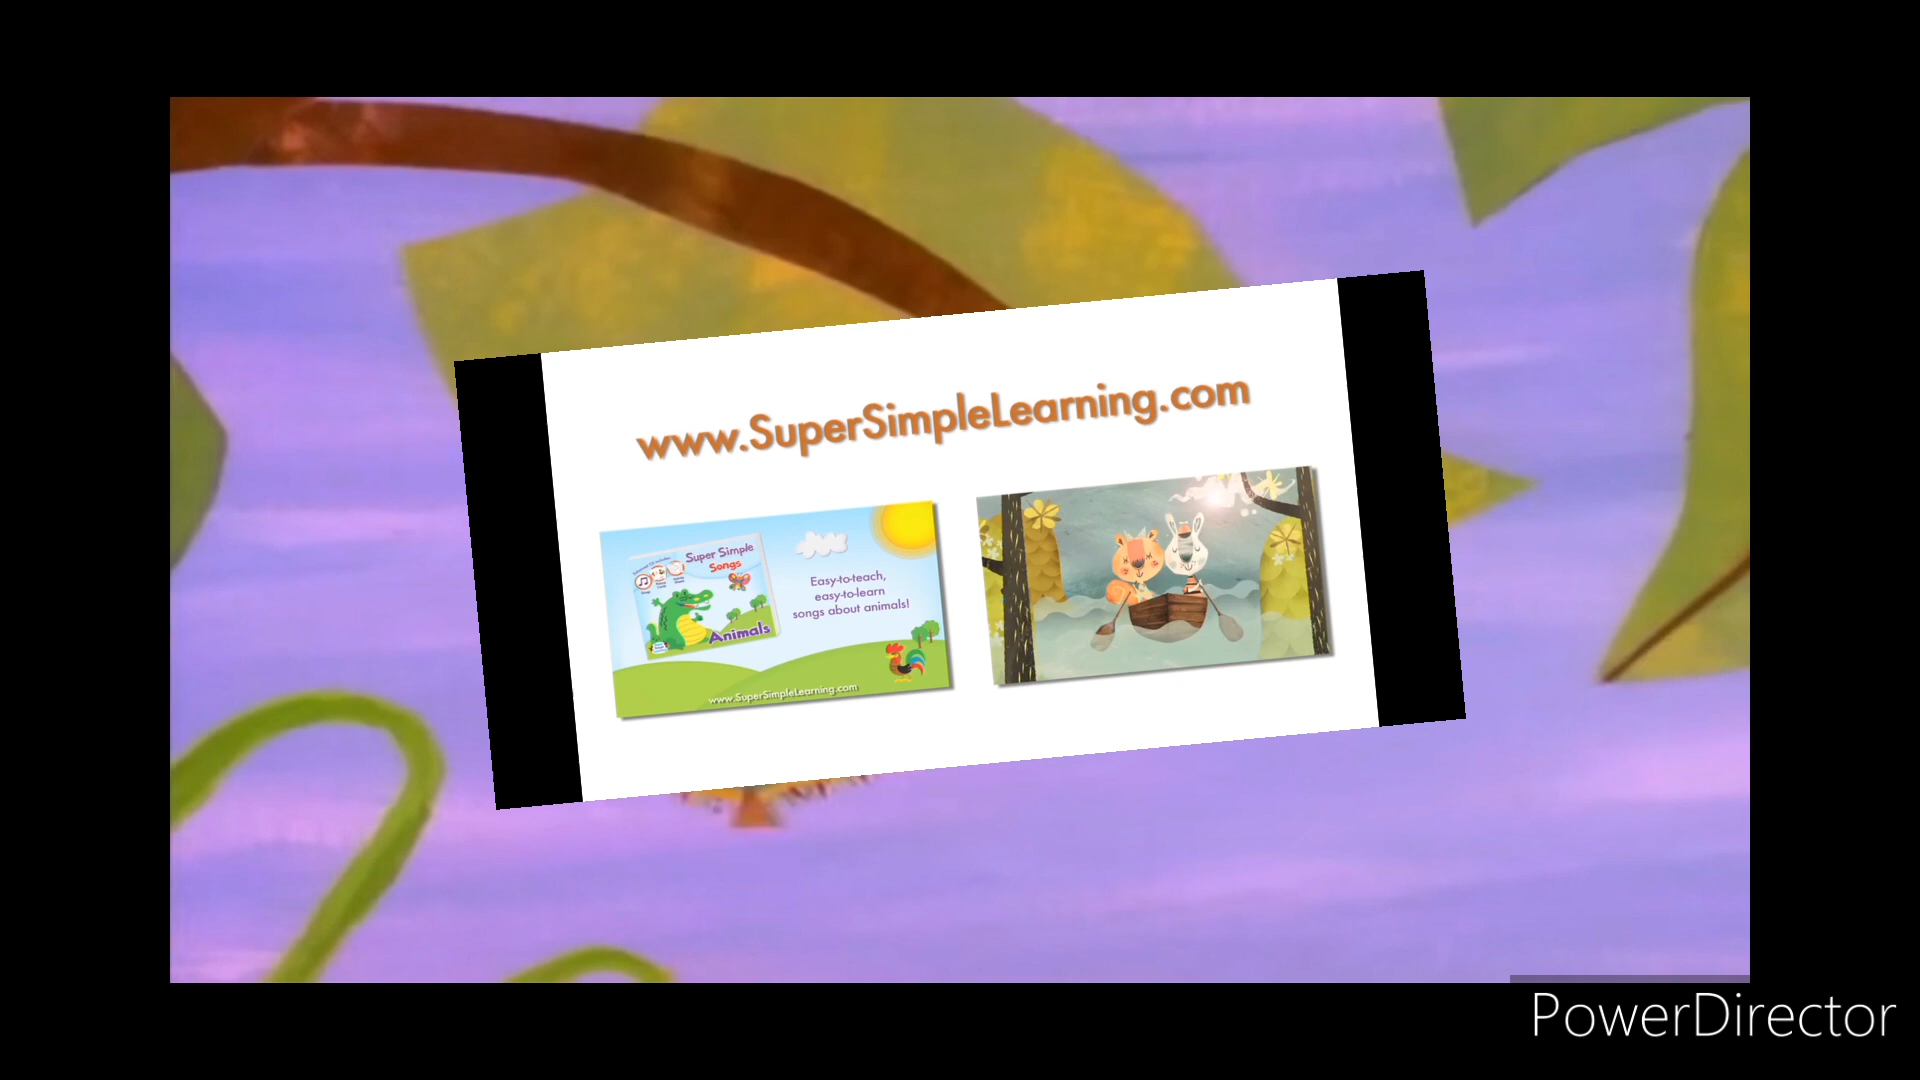 www.SuperSimpleLearning.com
Super Simple
Songs
Animals
Easy-to-teach,
easy-to-learn
songs about animals!
www.SuperSimpleLearning.com
PowerDirector